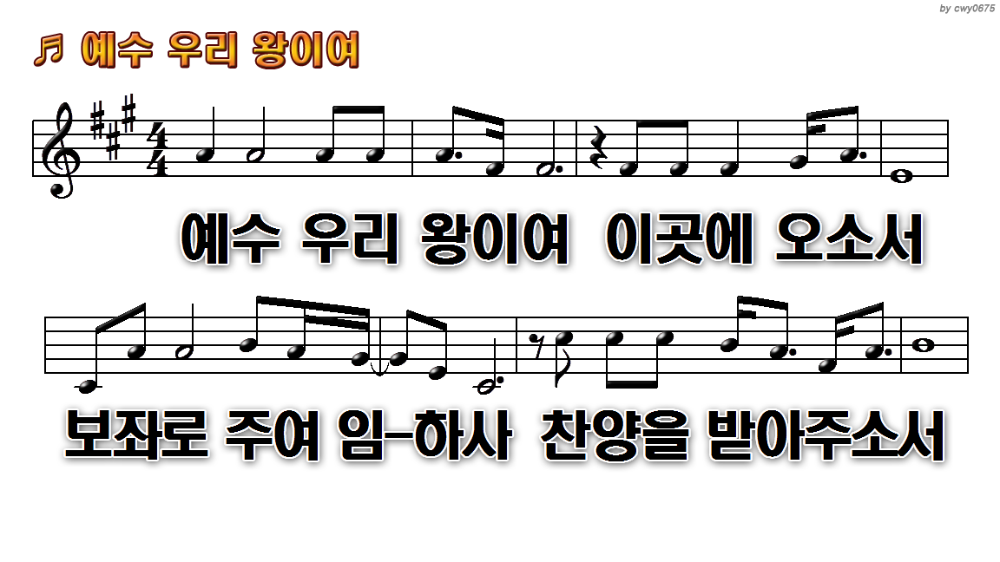 by cwy0675
♬ 예수 우리 왕이여
예수 우리 왕이여 이곳에 오소서
보좌로 주여 임-하사 찬양을 받아주소서